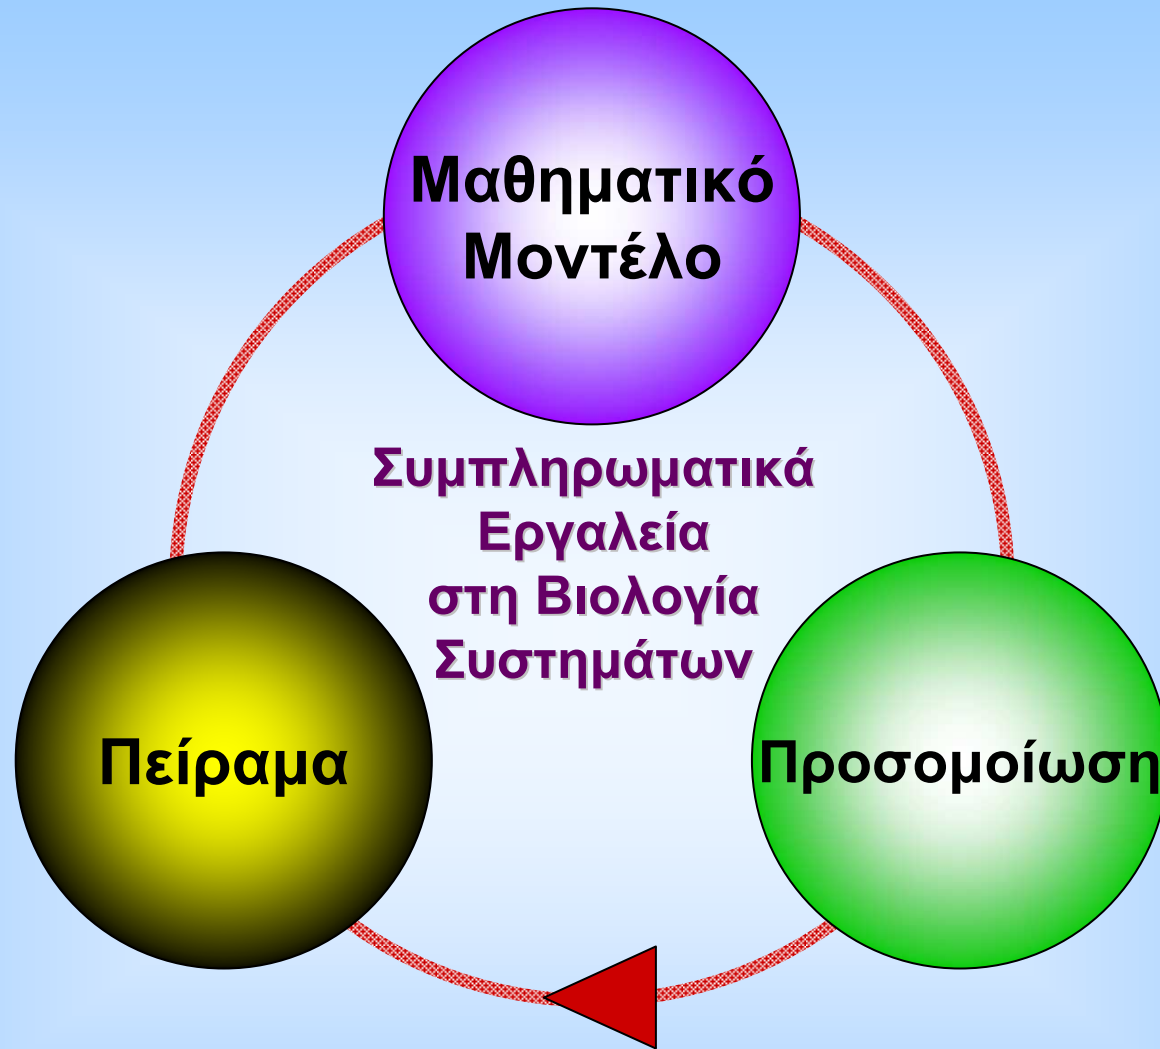 Μαθηματικό
Μοντέλο
Συμπληρωματικά
Εργαλεία
στη Βιολογία
Συστημάτων
Πείραμα
Προσομοίωση